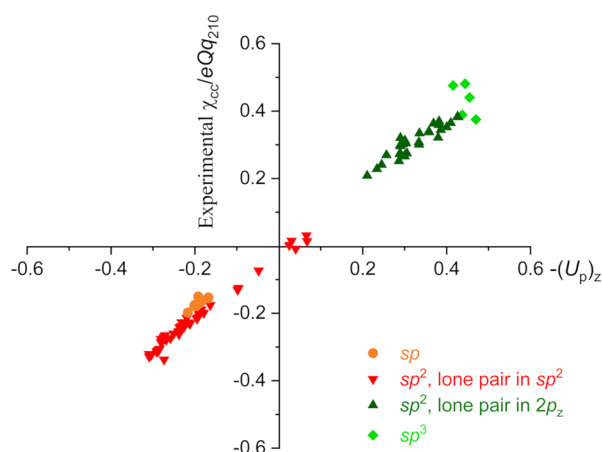 Experimental χcc/eQq210
0.6
0.4
0.2
-0.6
-0.4
-0.2
0.2
0.4
0.6
-(Up)z
-0.2
-0.4
-0.6
sp
sp2, lone pair in sp2
sp2, lone pair in 2pz
sp3